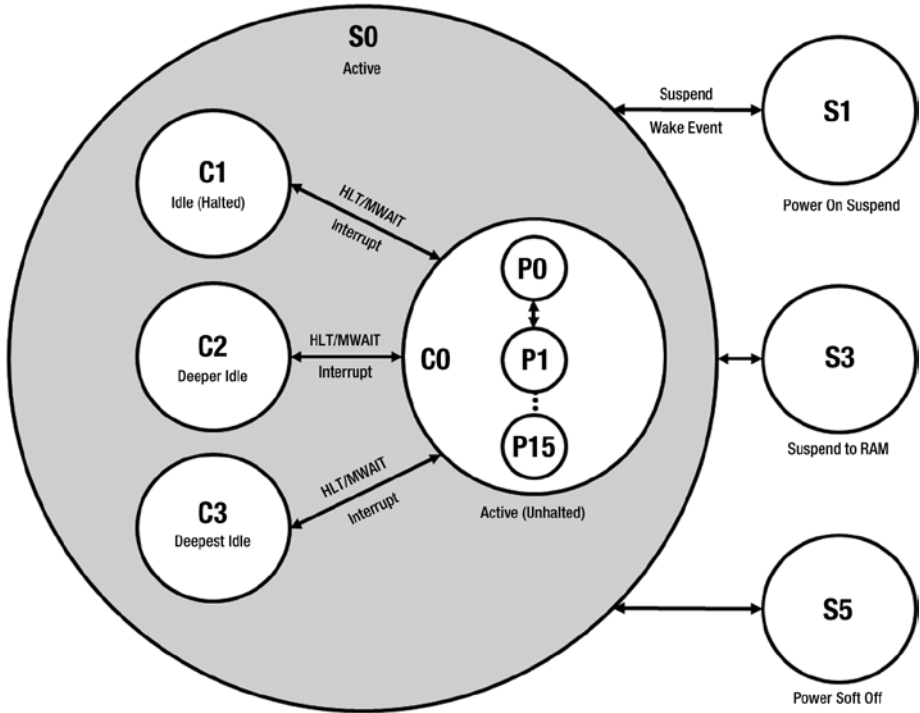 S0
Active
Suspend
Wake Event
S1
Power On Suspend
C1
Idle (Halted)
HLT/MWAIT
Interrupt
P0
C2
Deeper Idle
HLT/MWAIT
Interrupt
C0
P1
S3
Suspend to RAM
P15
C3
Deepest Idle
HLT/MWAIT
Interrupt
Active (Unhalted)
S5
Power Soft Off